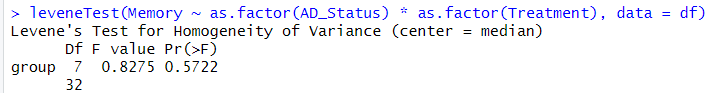 > leveneTest(Memory ~ as.factor(AD_Status) * as.factor(Treatment), data = df)
Levene's Test for Homogeneity of Variance (center = median)
      Df F value Pr(>F)
group  7  0.8275 0.5722
      32